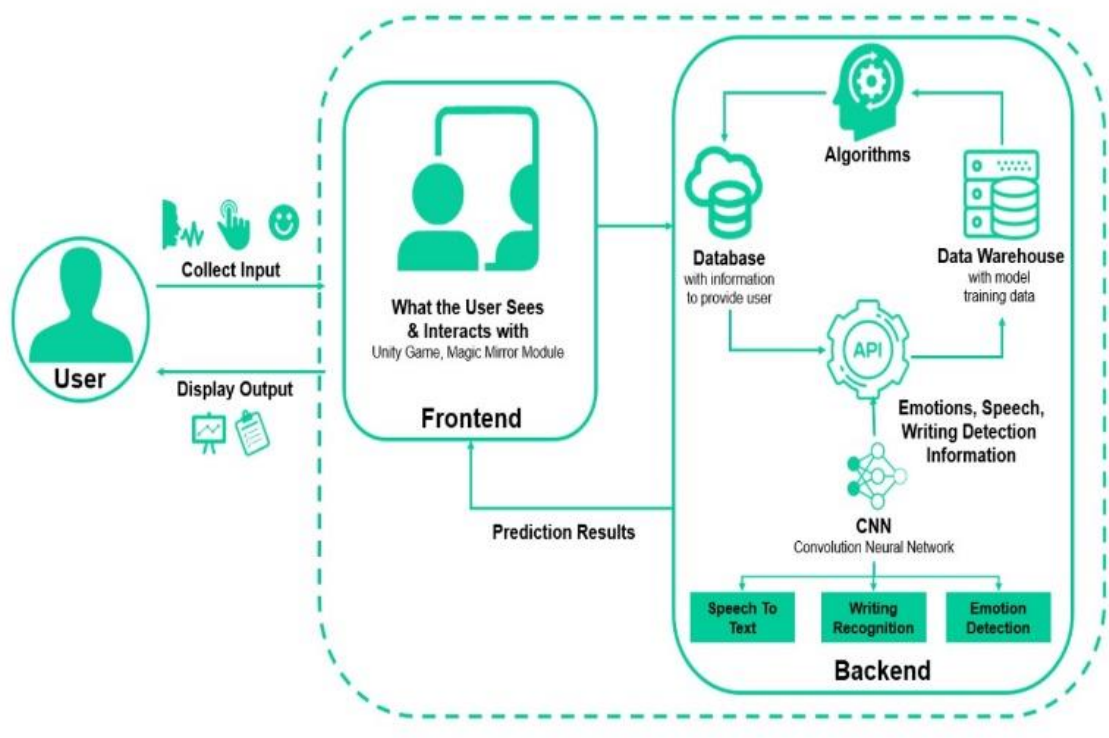 User
Collect Input
Display Output
What the User Sees
& Interacts with
Unity Game, Magic Mirror Module
Frontend
Prediction Results
Algorithms
Database
with information
to provide user
Data Warehouse
with model
training data
API
Emotions, Speech,
Writing Detection
Information
CNN
Convolution Neural Network
Speech To
Text
Writing
Recognition
Emotion
Detection
Backend